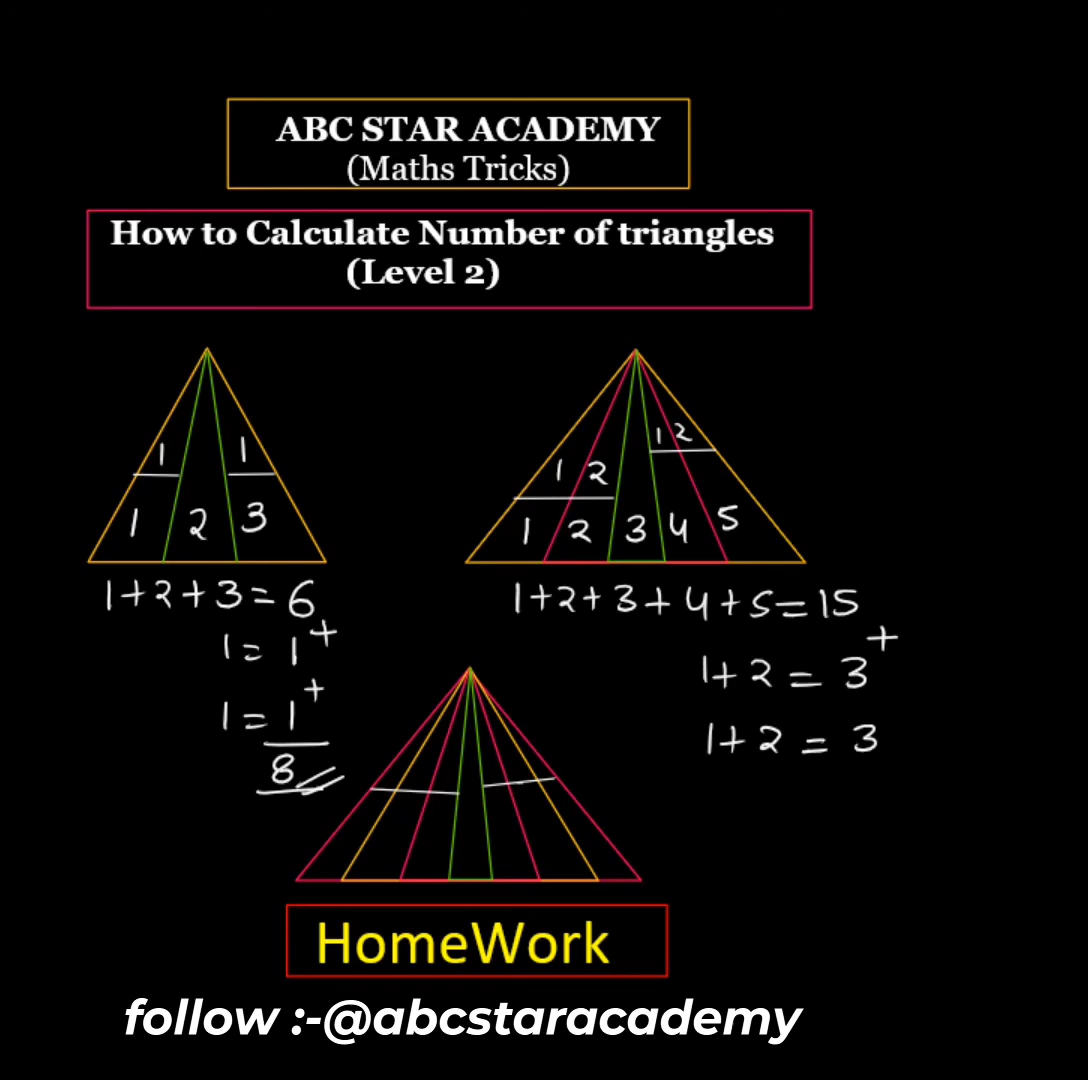 ABC STAR ACADEMY
(Maths Tricks)
How to Calculate Number of triangles
(Level 2)
1 1
1 2 3
1+2+3=6
1=1+
1=1+
8
1 2
1 2
1 2 3 4 5
1+2+3+4+5=15
1+2=3+
1+2=3
HomeWork
follow :-@abcstaracademy